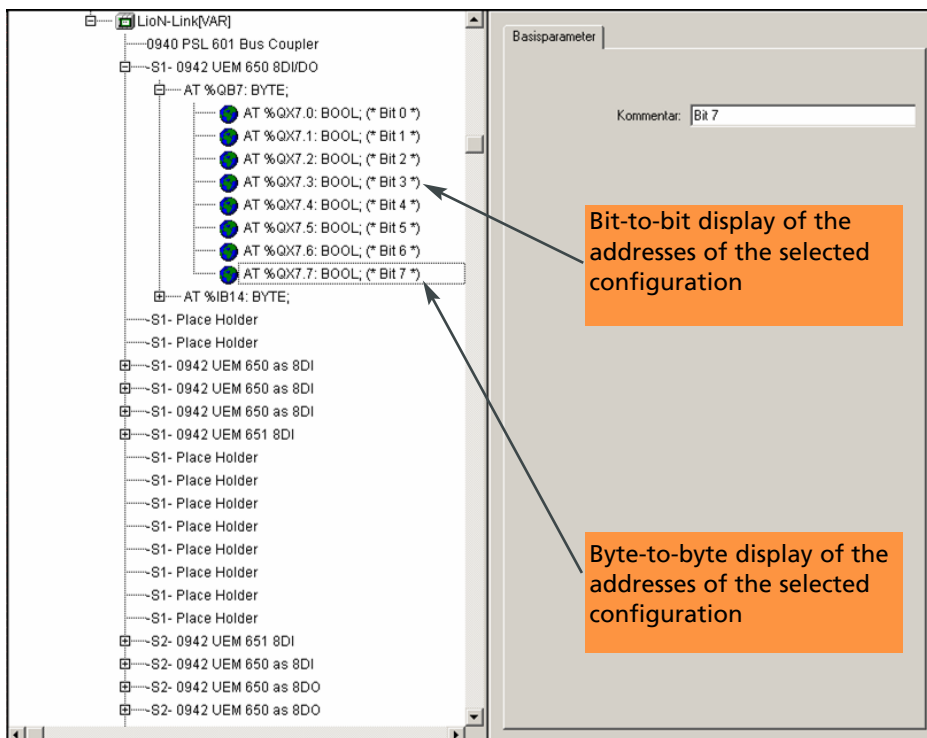 LioN-Link[VAR]
0940 PSL 601 Bus Coupler
-S1- 0942 UEM 650 8DI/DO
AT %QB7: BYTE;
AT %QX7.0: BOOL; (* Bit 0 *)
AT %QX7.1: BOOL; (* Bit 1 *)
AT %QX7.2: BOOL; (* Bit 2 *)
AT %QX7.3: BOOL; (* Bit 3 *)
AT %QX7.4: BOOL; (* Bit 4 *)
AT %QX7.5: BOOL; (* Bit 5 *)
AT %QX7.6: BOOL; (* Bit 6 *)
AT %QX7.7: BOOL; (* Bit 7 *)
AT %IB14: BYTE;
-S1- Place Holder
-S1- Place Holder
-S1- 0942 UEM 650 as 8DI
-S1- 0942 UEM 650 as 8DI
-S1- 0942 UEM 650 as 8DI
-S1- 0942 UEM 651 8DI
-S1- Place Holder
-S1- Place Holder
-S1- Place Holder
-S1- Place Holder
-S1- Place Holder
-S1- Place Holder
-S1- Place Holder
-S1- Place Holder
-S2- 0942 UEM 651 8DI
-S2- 0942 UEM 650 as 8DI
-S2- 0942 UEM 650 as 8DO
-S2- 0942 UEM 650 as 8DO
Basisparameter
Kommentar: Bit 7
Bit-to-bit display of the
addresses of the selected
configuration
Byte-to-byte display of the
addresses of the selected
configuration